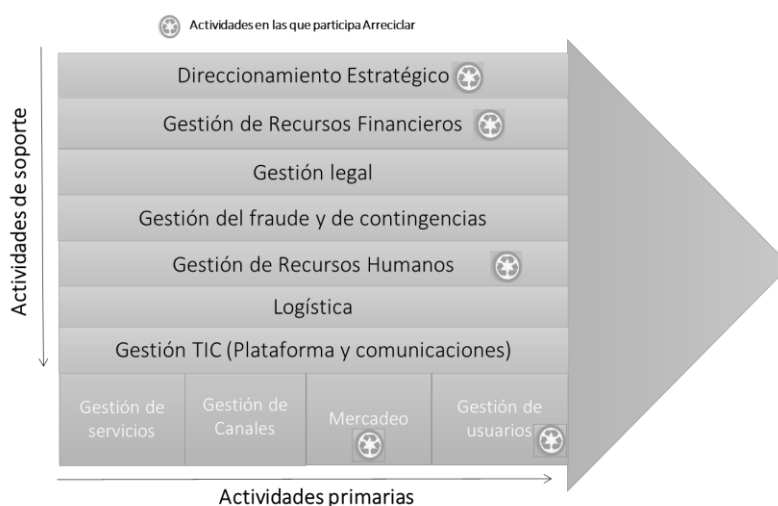 Actividades en las que participa Arreciclar
Actividades de soporte
Direccionamiento Estratégico
Gestión de Recursos Financieros
Gestión legal
Gestión del fraude y de contingencias
Gestión de Recursos Humanos
Logística
Gestión TIC (Plataforma y comunicaciones)
Gestión de
servicios
Gestión de
Canales
Mercadeo
Gestión de
usuarios
Actividades primarias